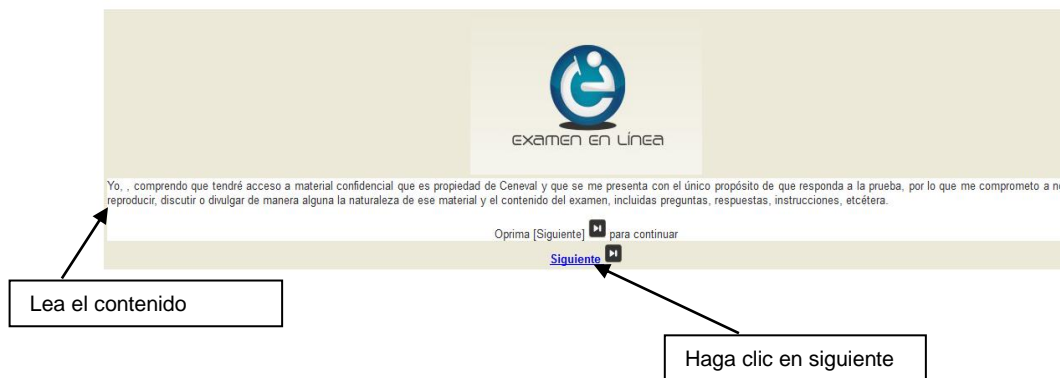 Examen en Línea
Yo, , comprendo que tendré acceso a material confidencial que es propiedad de Ceneval y que se me presenta con el único propósito de que responda a la prueba, por lo que me comprometo a
reproducir, discutir o divulgar de manera alguna la naturaleza de ese material y el contenido del examen, incluidas preguntas, respuestas, instrucciones, etcétera.
Oprima [Siguiente] para continuar
Siguiente
Lea el contenido
Haga clic en siguiente